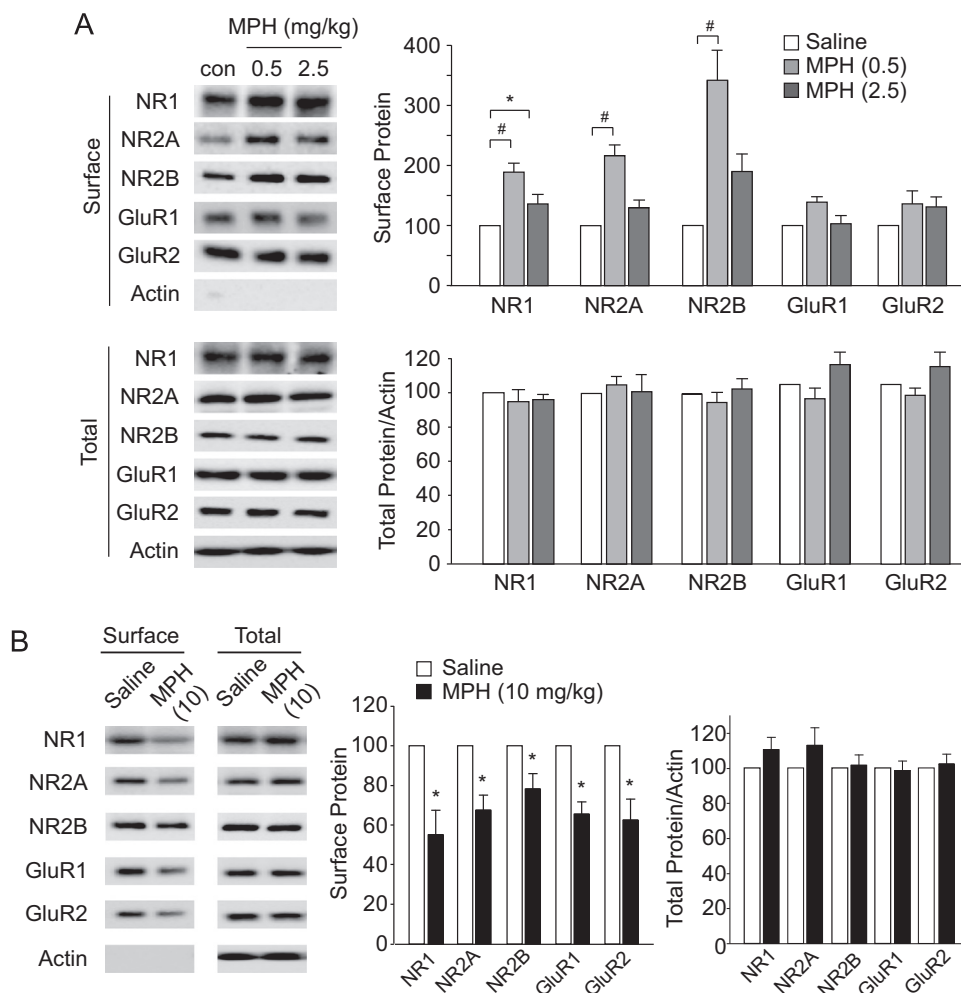 A
MPH (mg/kg)
con 0.5 2.5
Surface
NR1
NR2A
NR2B
GluR1
GluR2
Actin
Total
NR1
NR2A
NR2B
GluR1
GluR2
Actin
Surface Protein
400
300
200
100
0
* # # #
Saline
MPH (0.5)
MPH (2.5)
NR1 NR2A NR2B GluR1 GluR2
Total Protein/Actin
120
100
80
60
40
20
0
NR1 NR2A NR2B GluR1 GluR2
B
Surface Total
Saline MPH (10) Saline MPH (10)
NR1
NR2A
NR2B
GluR1
GluR2
Actin
Saline
MPH (10 mg/kg)
Surface Protein
120
100
80
60
40
20
0
* * * * *
NR1 NR2A NR2B GluR1 GluR2
Total Protein/Actin
120
100
80
60
40
20
0
NR1 NR2A NR2B GluR1 GluR2